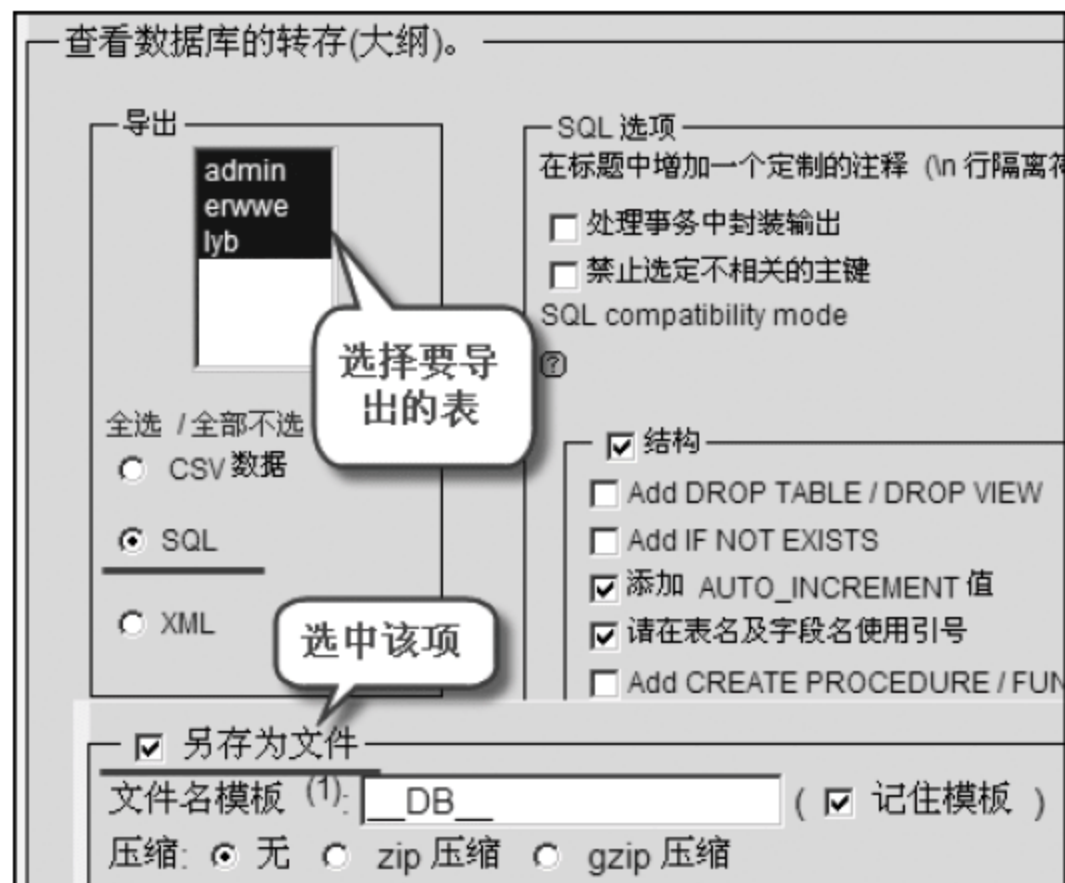 查看数据库的转存(大纲)。
导出
admin
erwwe
lyb
选择要导
出的表
全选 / 全部不选
CSV 数据
SQL
XML
SQL 选项
在标题中增加一个定制的注释 (\n 行隔离符
处理事务中封装输出
禁止选定不相关的主键
SQL compatibility mode
?
结构
Add DROP TABLE / DROP VIEW
Add IF NOT EXISTS
添加 AUTO_INCREMENT 值
请在表名及字段名使用引号
Add CREATE PROCEDURE / FUN
选中该项
另存为文件
文件名模板 (1): __DB__ ( 记住模板 )
压缩: 无 zip 压缩 gzip 压缩